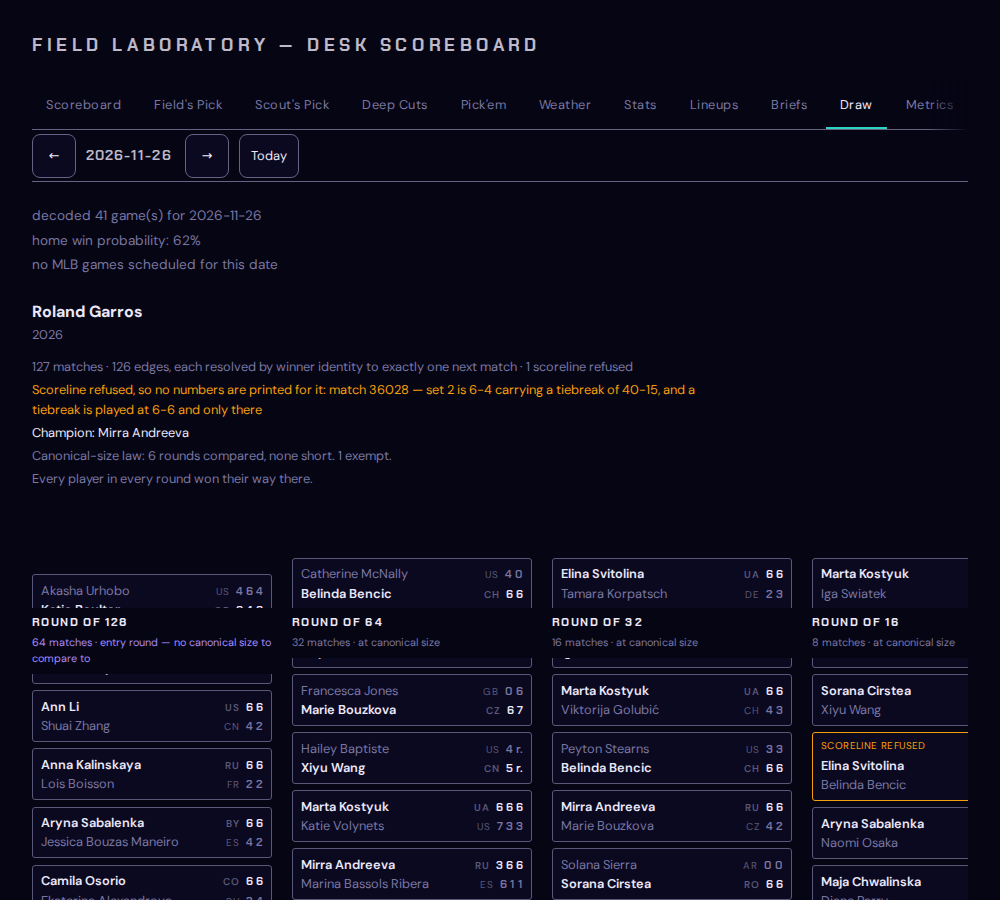 FIELD LABORATORY — DESK SCOREBOARD
Scoreboard Field's Pick Scout's Pick Deep Cuts Pick'em Weather Stats Lineups Briefs Draw Metrics
← 2026-11-26 → Today
decoded 41 game(s) for 2026-11-26
home win probability: 62%
no MLB games scheduled for this date
Roland Garros
2026
127 matches · 126 edges, each resolved by winner identity to exactly one next match · 1 scoreline refused
Scoreline refused, so no numbers are printed for it: match 36028 — set 2 is 6-4 carrying a tiebreak of 40-15, and a
tiebreak is played at 6-6 and only there
Champion: Mirra Andreeva
Canonical-size law: 6 rounds compared, none short. 1 exempt.
Every player in every round won their way there.
Akasha Urhobo US 4 6 4
ROUND OF 128
64 matches · entry round — no canonical size to
compare to
Ann Li US 6 6
Shuai Zhang CN 4 2
Anna Kalinskaya RU 6 6
Lois Boisson FR 2 2
Aryna Sabalenka BY 6 6
Jessica Bouzas Maneiro ES 4 2
Camila Osorio CO 6 6
Catherine McNally US 4 0
Belinda Bencic CH 6 6
ROUND OF 64
32 matches · at canonical size
Francesca Jones GB 0 6
Marie Bouzkova CZ 6 7
Hailey Baptiste US 4 r.
Xiyu Wang CN 5 r.
Marta Kostyuk UA 6 6 6
Katie Volynets US 7 3 3
Mirra Andreeva RU 3 6 6
Marina Bassols Ribera ES 6 1 1
Elina Svitolina UA 6 6
Tamara Korpatsch DE 2 3
ROUND OF 32
16 matches · at canonical size
Marta Kostyuk UA 6 6
Viktorija Golubić CH 4 3
Peyton Stearns US 3 3
Belinda Bencic CH 6 6
Mirra Andreeva RU 6 6
Marie Bouzkova CZ 4 2
Solana Sierra AR 0 0
Sorana Cirstea RO 6 6
Marta Kostyuk
Iga Swiatek
ROUND OF 16
8 matches · at canonical size
Sorana Cirstea
Xiyu Wang
SCORELINE REFUSED
Elina Svitolina
Belinda Bencic
Aryna Sabalenka
Naomi Osaka
Maja Chwalinska